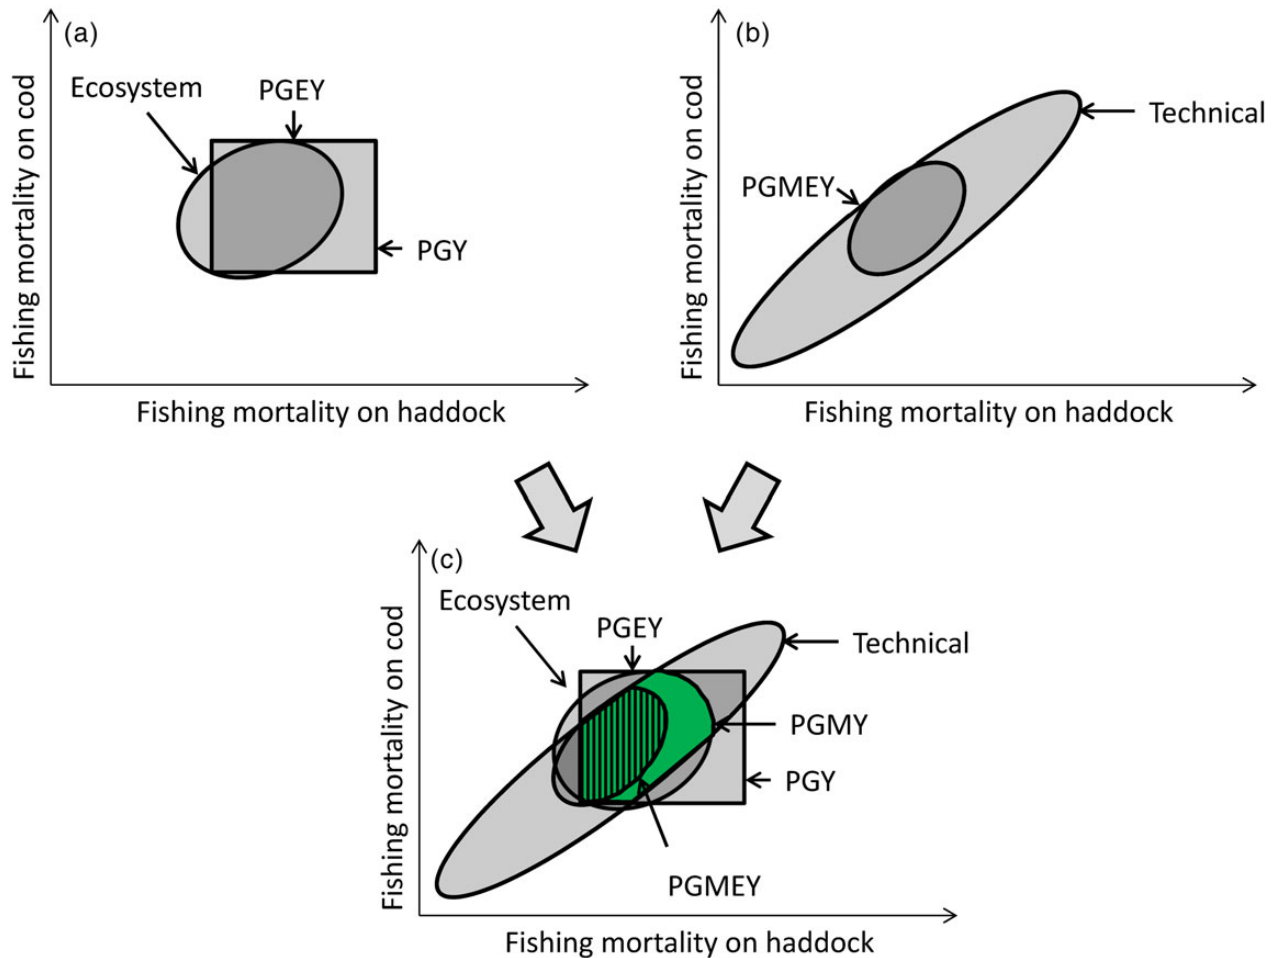 (a)
Ecosystem
PGEY
PGY
Fishing mortality on cod
Fishing mortality on haddock
(b)
Technical
PGMEY
Fishing mortality on cod
Fishing mortality on haddock
(c)
Ecosystem
PGEY
Technical
PGMY
PGY
PGMEY
Fishing mortality on cod
Fishing mortality on haddock